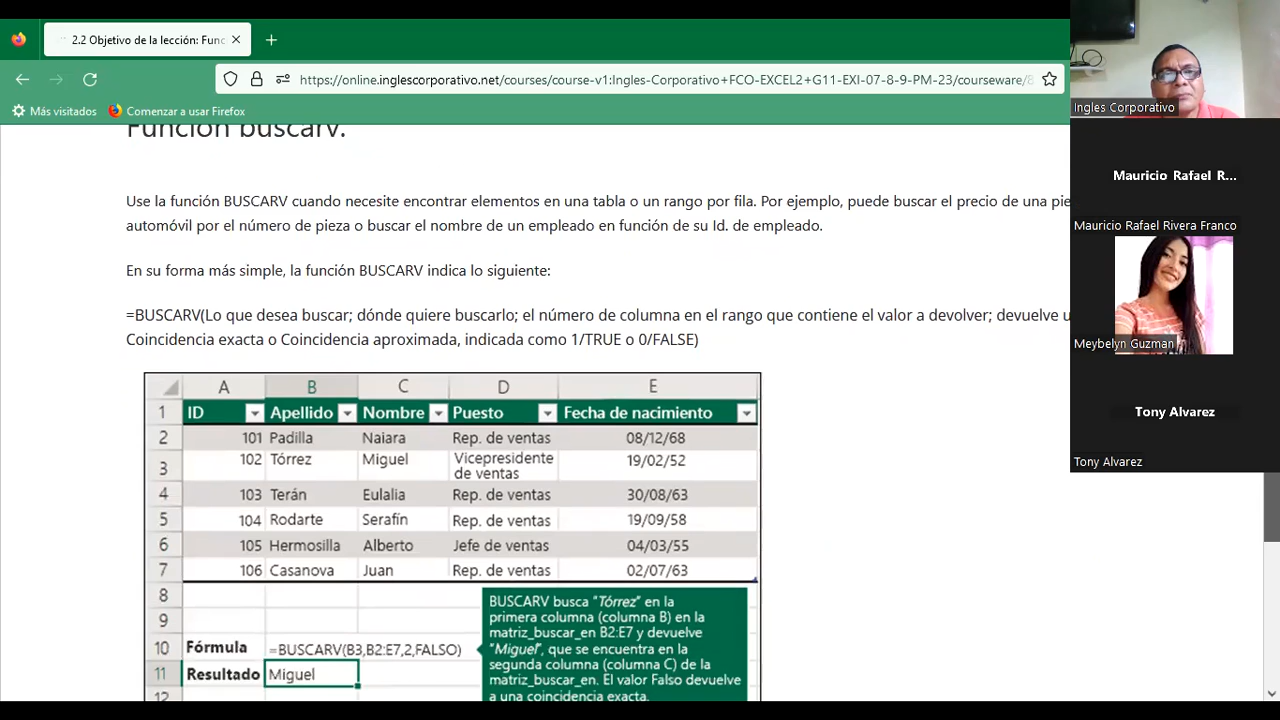 2.2 Objetivo de la lección: Func
https://online.inglescorporativo.net/courses/course-v1:Ingles-Corporativo+FCO-EXCEL2+G11-EXI-07-8-9-PM-23/courseware/8
Más visitados
Comenzar a usar Firefox
Función buscarv.
Use la función BUSCARV cuando necesite encontrar elementos en una tabla o un rango por fila. Por ejemplo, puede buscar el precio de una pie
automóvil por el número de pieza o buscar el nombre de un empleado en función de su Id. de empleado.
En su forma más simple, la función BUSCARV indica lo siguiente:
=BUSCARV(Lo que desea buscar; dónde quiere buscarlo; el número de columna en el rango que contiene el valor a devolver; devuelve u
Coincidencia exacta o Coincidencia aproximada, indicada como 1/TRUE o 0/FALSE)
A B C D E
1 ID Apellido Nombre Puesto Fecha de nacimiento
2 101 Padilla Naiara Rep. de ventas 08/12/68
3 102 Tórrez Miguel Vicepresidente de ventas 19/02/52
4 103 Terán Eulalia Rep. de ventas 30/08/63
5 104 Rodarte Serafín Rep. de ventas 19/09/58
6 105 Hermosilla Alberto Jefe de ventas 04/03/55
7 106 Casanova Juan Rep. de ventas 02/07/63
8
9
10 Fórmula =BUSCARV(B3,B2:E7,2,FALSO)
11 Resultado Miguel
12
BUSCARV busca "Tórrez" en la
primera columna (columna B) en la
matriz_buscar_en B2:E7 y devuelve
"Miguel", que se encuentra en la
segunda columna (columna C) de la
matriz_buscar_en. El valor Falso devuelve
a una coincidencia exacta.
Ingles Corporativo
Mauricio Rafael R...
Mauricio Rafael Rivera Franco
Meybelyn Guzman
Tony Alvarez
Tony Alvarez